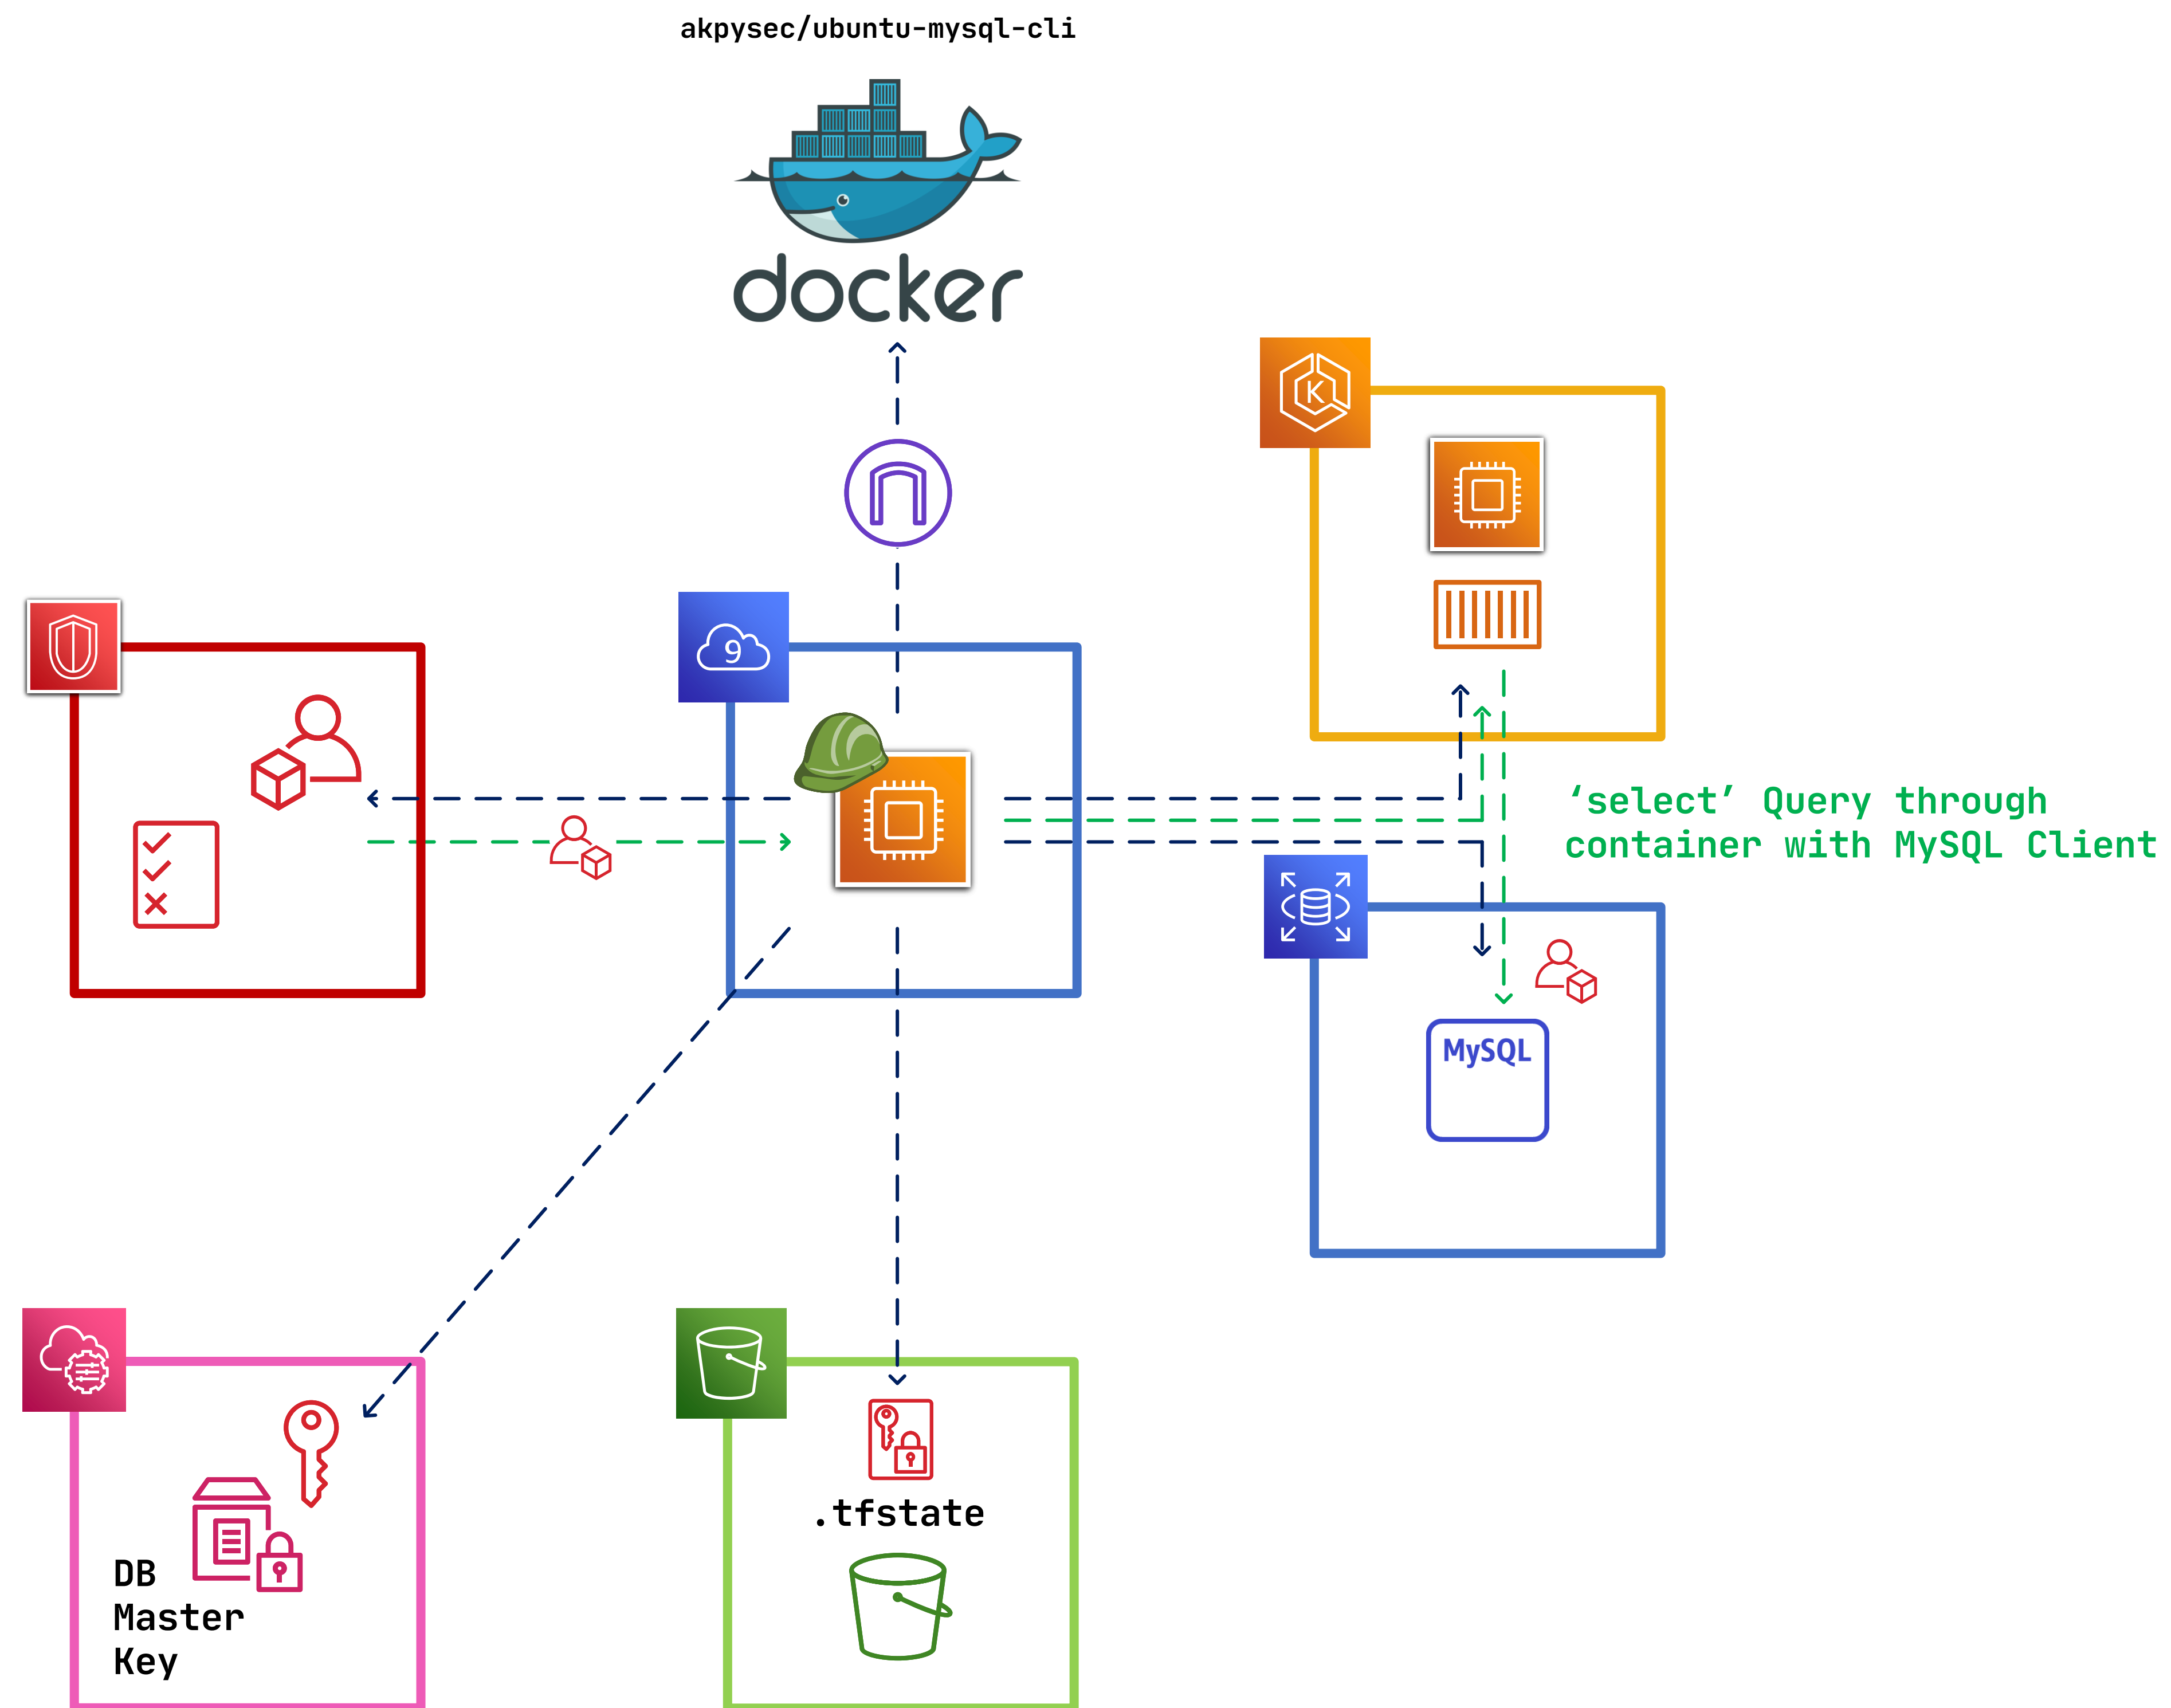 akpysec/ubuntu-mysql-cli
docker
K
9
‘select’ Query through
container with MySQL Client
MySQL
.tfstate
DB
Master
Key